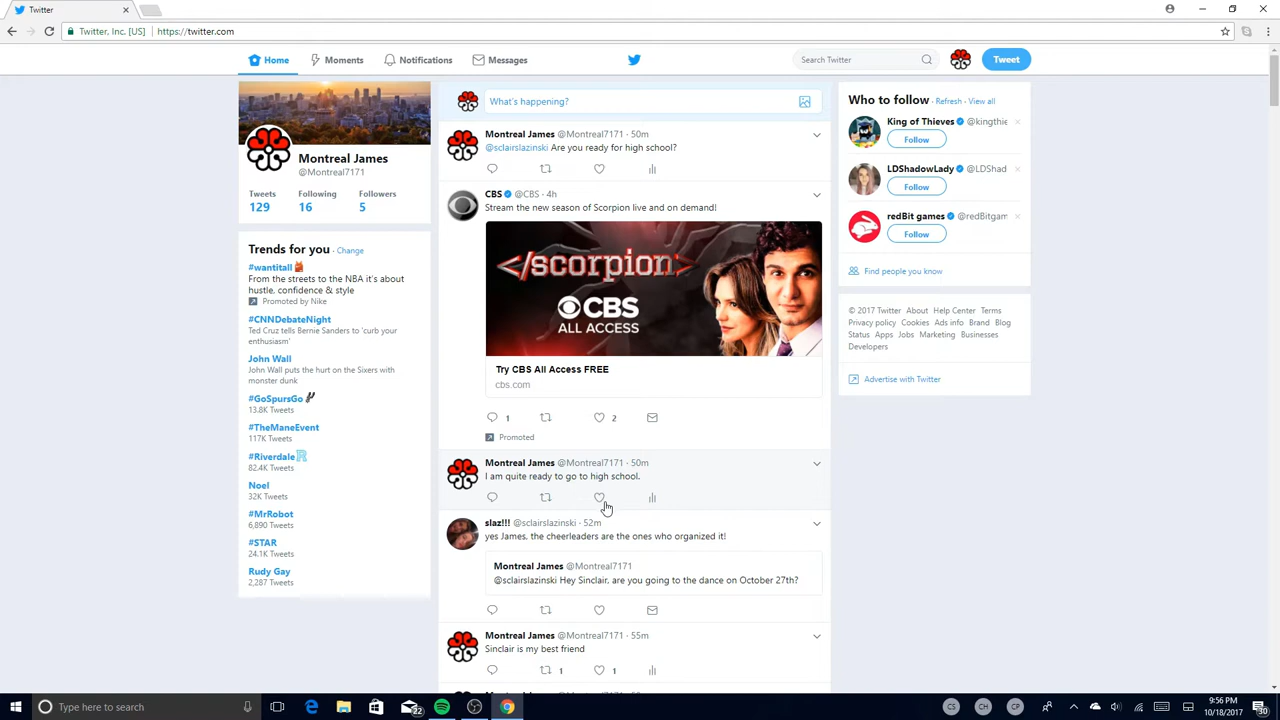 Twitter
Twitter, Inc. [US] https://twitter.com
Home Moments Notifications Messages
Search Twitter
Tweet
Montreal James
@Montreal7171
Tweets Following Followers
129 16 5
Trends for you · Change
#wantitall
From the streets to the NBA it's about
hustle, confidence & style
Promoted by Nike
#CNNDebateNight
Ted Cruz tells Bernie Sanders to 'curb your
enthusiasm'
John Wall
John Wall puts the hurt on the Sixers with
monster dunk
#GoSpursGo
13.8K Tweets
#TheManeEvent
117K Tweets
#Riverdale
82.4K Tweets
Noel
32K Tweets
#MrRobot
6,890 Tweets
#STAR
24.1K Tweets
Rudy Gay
2,287 Tweets
What's happening?
Montreal James @Montreal7171 · 50m
@sclairslazinski Are you ready for high school?
CBS @CBS · 4h
Stream the new season of Scorpion live and on demand!
</scorpion>
CBS
ALL ACCESS
Try CBS All Access FREE
cbs.com
1 2
Promoted
Montreal James @Montreal7171 · 50m
I am quite ready to go to high school.
slaz!!! @sclairslazinski · 52m
yes James, the cheerleaders are the ones who organized it!
Montreal James @Montreal7171
@sclairslazinski Hey Sinclair, are you going to the dance on October 27th?
Montreal James @Montreal7171 · 55m
Sinclair is my best friend
1 1
Who to follow · Refresh · View all
King of Thieves @kingthie
Follow
LDShadowLady @LDShad
Follow
redBit games @redBitgam
Follow
Find people you know
© 2017 Twitter About Help Center Terms
Privacy policy Cookies Ads info Brand Blog
Status Apps Jobs Marketing Businesses
Developers
Advertise with Twitter
Type here to search
22
CS CH CP
9:56 PM
10/18/2017
30